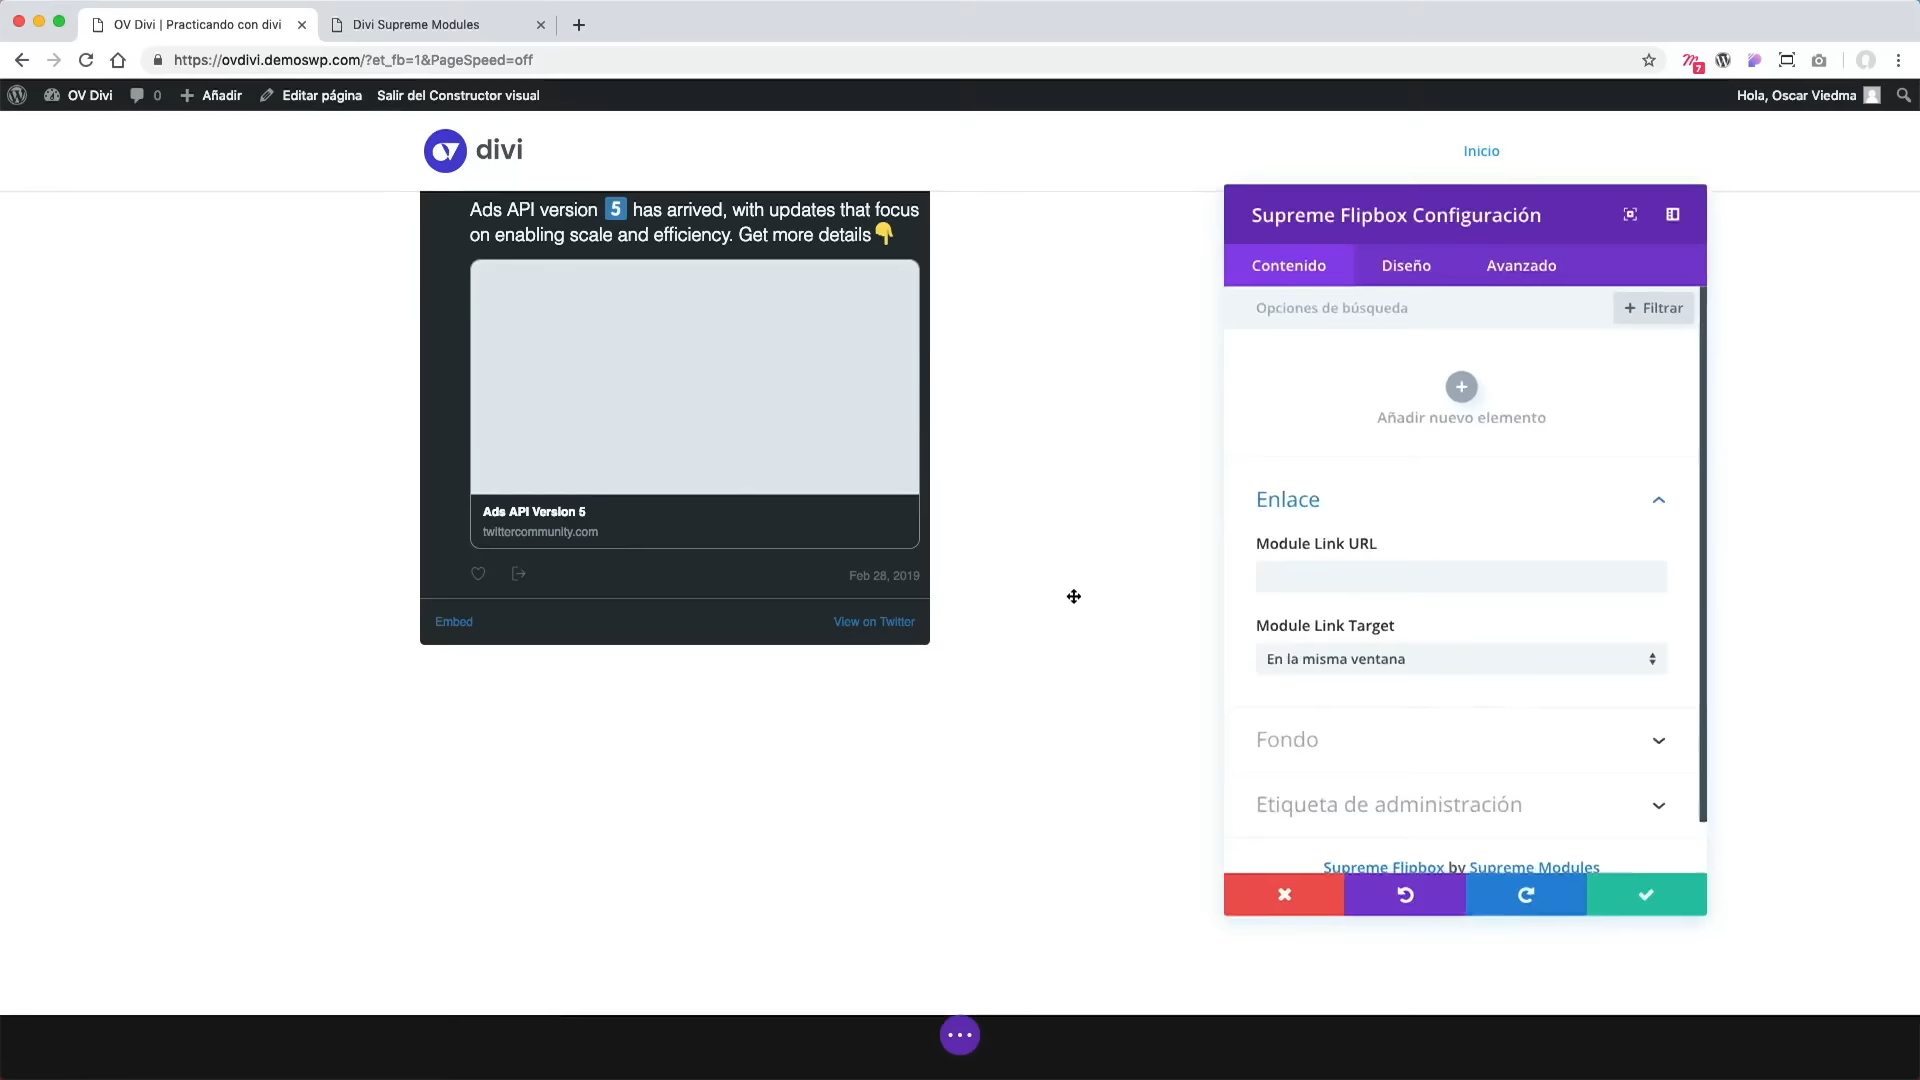 OV Divi | Practicando con divi
Divi Supreme Modules
https://ovdivi.demoswp.com/?et_fb=1&PageSpeed=off
7
OV Divi
0
Añadir
Editar página
Salir del Constructor visual
Hola, Oscar Viedma
divi
Inicio
Ads API version 5 has arrived, with updates that focus
on enabling scale and efficiency. Get more details👇
Ads API Version 5
twittercommunity.com
Feb 28, 2019
Embed
View on Twitter
Supreme Flipbox Configuración
Contenido
Diseño
Avanzado
Opciones de búsqueda
+ Filtrar
Añadir nuevo elemento
Enlace
Module Link URL
Module Link Target
En la misma ventana
Fondo
Etiqueta de administración
Supreme Flipbox by Supreme Modules